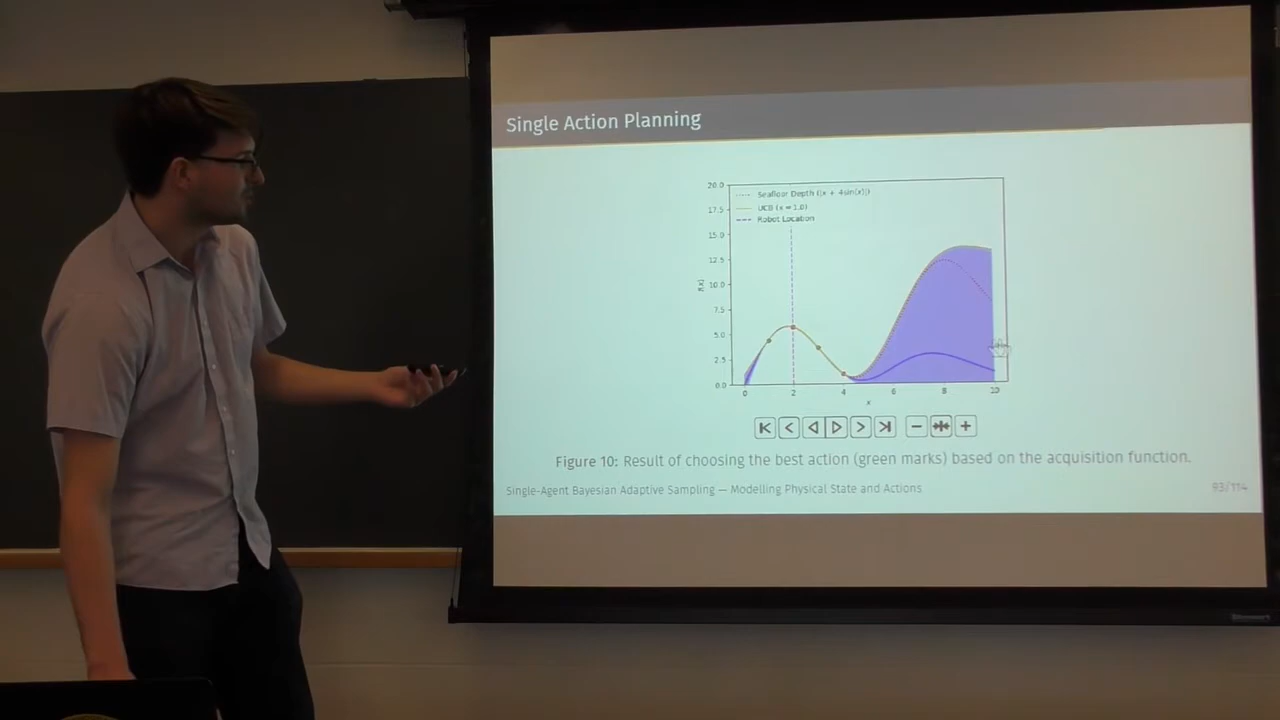 Single Action Planning
20.0
17.5
15.0
12.5
10.0
7.5
5.0
2.5
0.0
f(x)
Seafloor Depth (|x + 4sin(x)|)
Robot Location
0 2 4 6 8 10
x
Figure 10: Result of choosing the best action (green marks) based on the acquisition function.
Single-Agent Bayesian Adaptive Sampling — Modelling Physical State and Actions
93/114